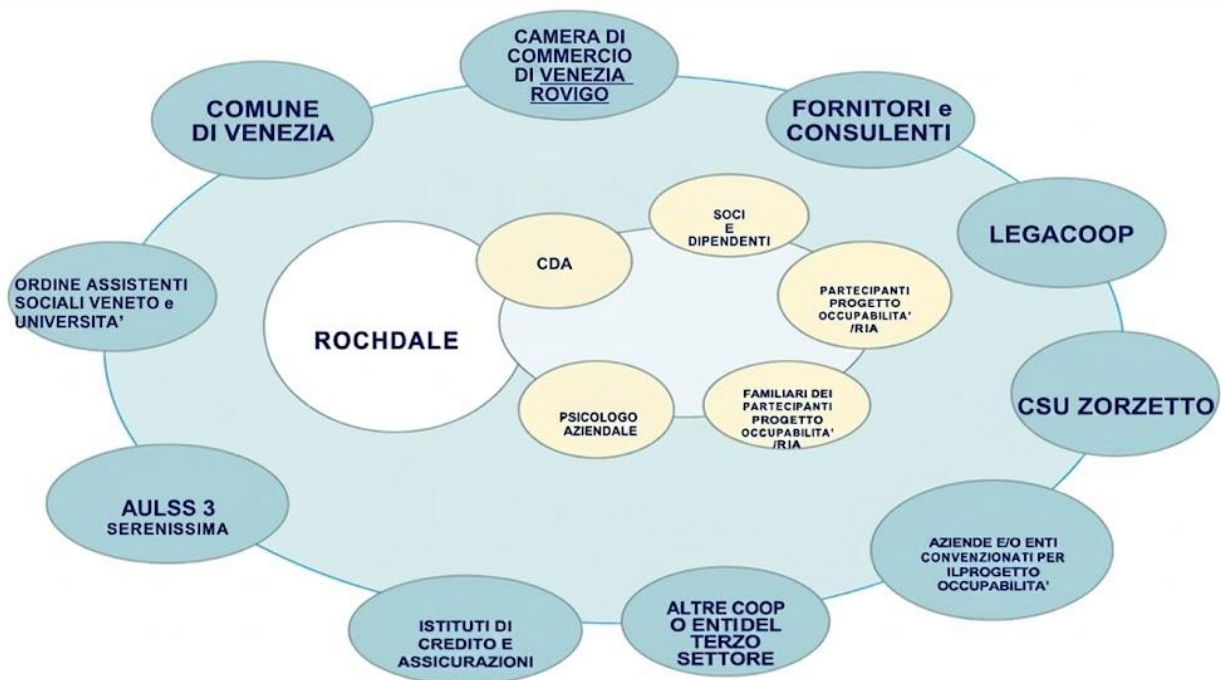 CAMERA DI
COMMERCIO
DI VENEZIA
ROVIGO
COMUNE
DI VENEZIA
FORNITORI e
CONSULENTI
SOCI
E
DIPENDENTI
LEGACOOP
CDA
ORDINE ASSISTENTI
SOCIALI VENETO e
UNIVERSITA'
PARTECIPANTI
PROGETTO
OCCUPABILITA'
/RIA
ROCHDALE
PSICOLOGO
AZIENDALE
FAMILIARI DEI
PARTECIPANTI
PROGETTO
OCCUPABILITA'
/RIA
CSU ZORZETTO
AULSS 3
SERENISSIMA
AZIENDE E/O ENTI
CONVENZIONATI PER
ILPROGETTO
OCCUPABILITA'
ISTITUTI DI
CREDITO E
ASSICURAZIONI
ALTRE COOP
O ENTIDEL
TERZO
SETTORE